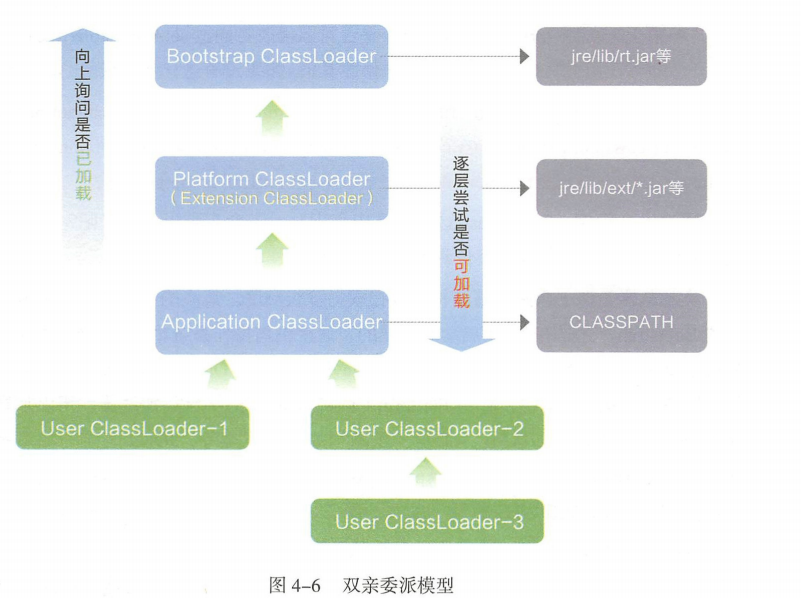 向上询问是否已加载
Bootstrap ClassLoader
jre/lib/rt.jar等
Platform ClassLoader
(Extension ClassLoader)
jre/lib/ext/*.jar等
逐层尝试是否可加载
Application ClassLoader
CLASSPATH
User ClassLoader-1
User ClassLoader-2
User ClassLoader-3
图 4-6 双亲委派模型